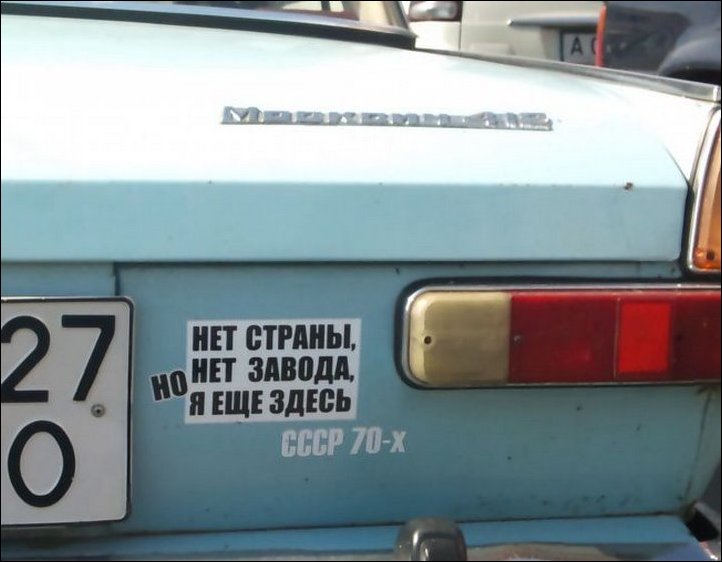 Москвич 412
А
27
О
НЕТ СТРАНЫ,
НЕТ ЗАВОДА,
НО
Я ЕЩЕ ЗДЕСЬ
СССР 70-х